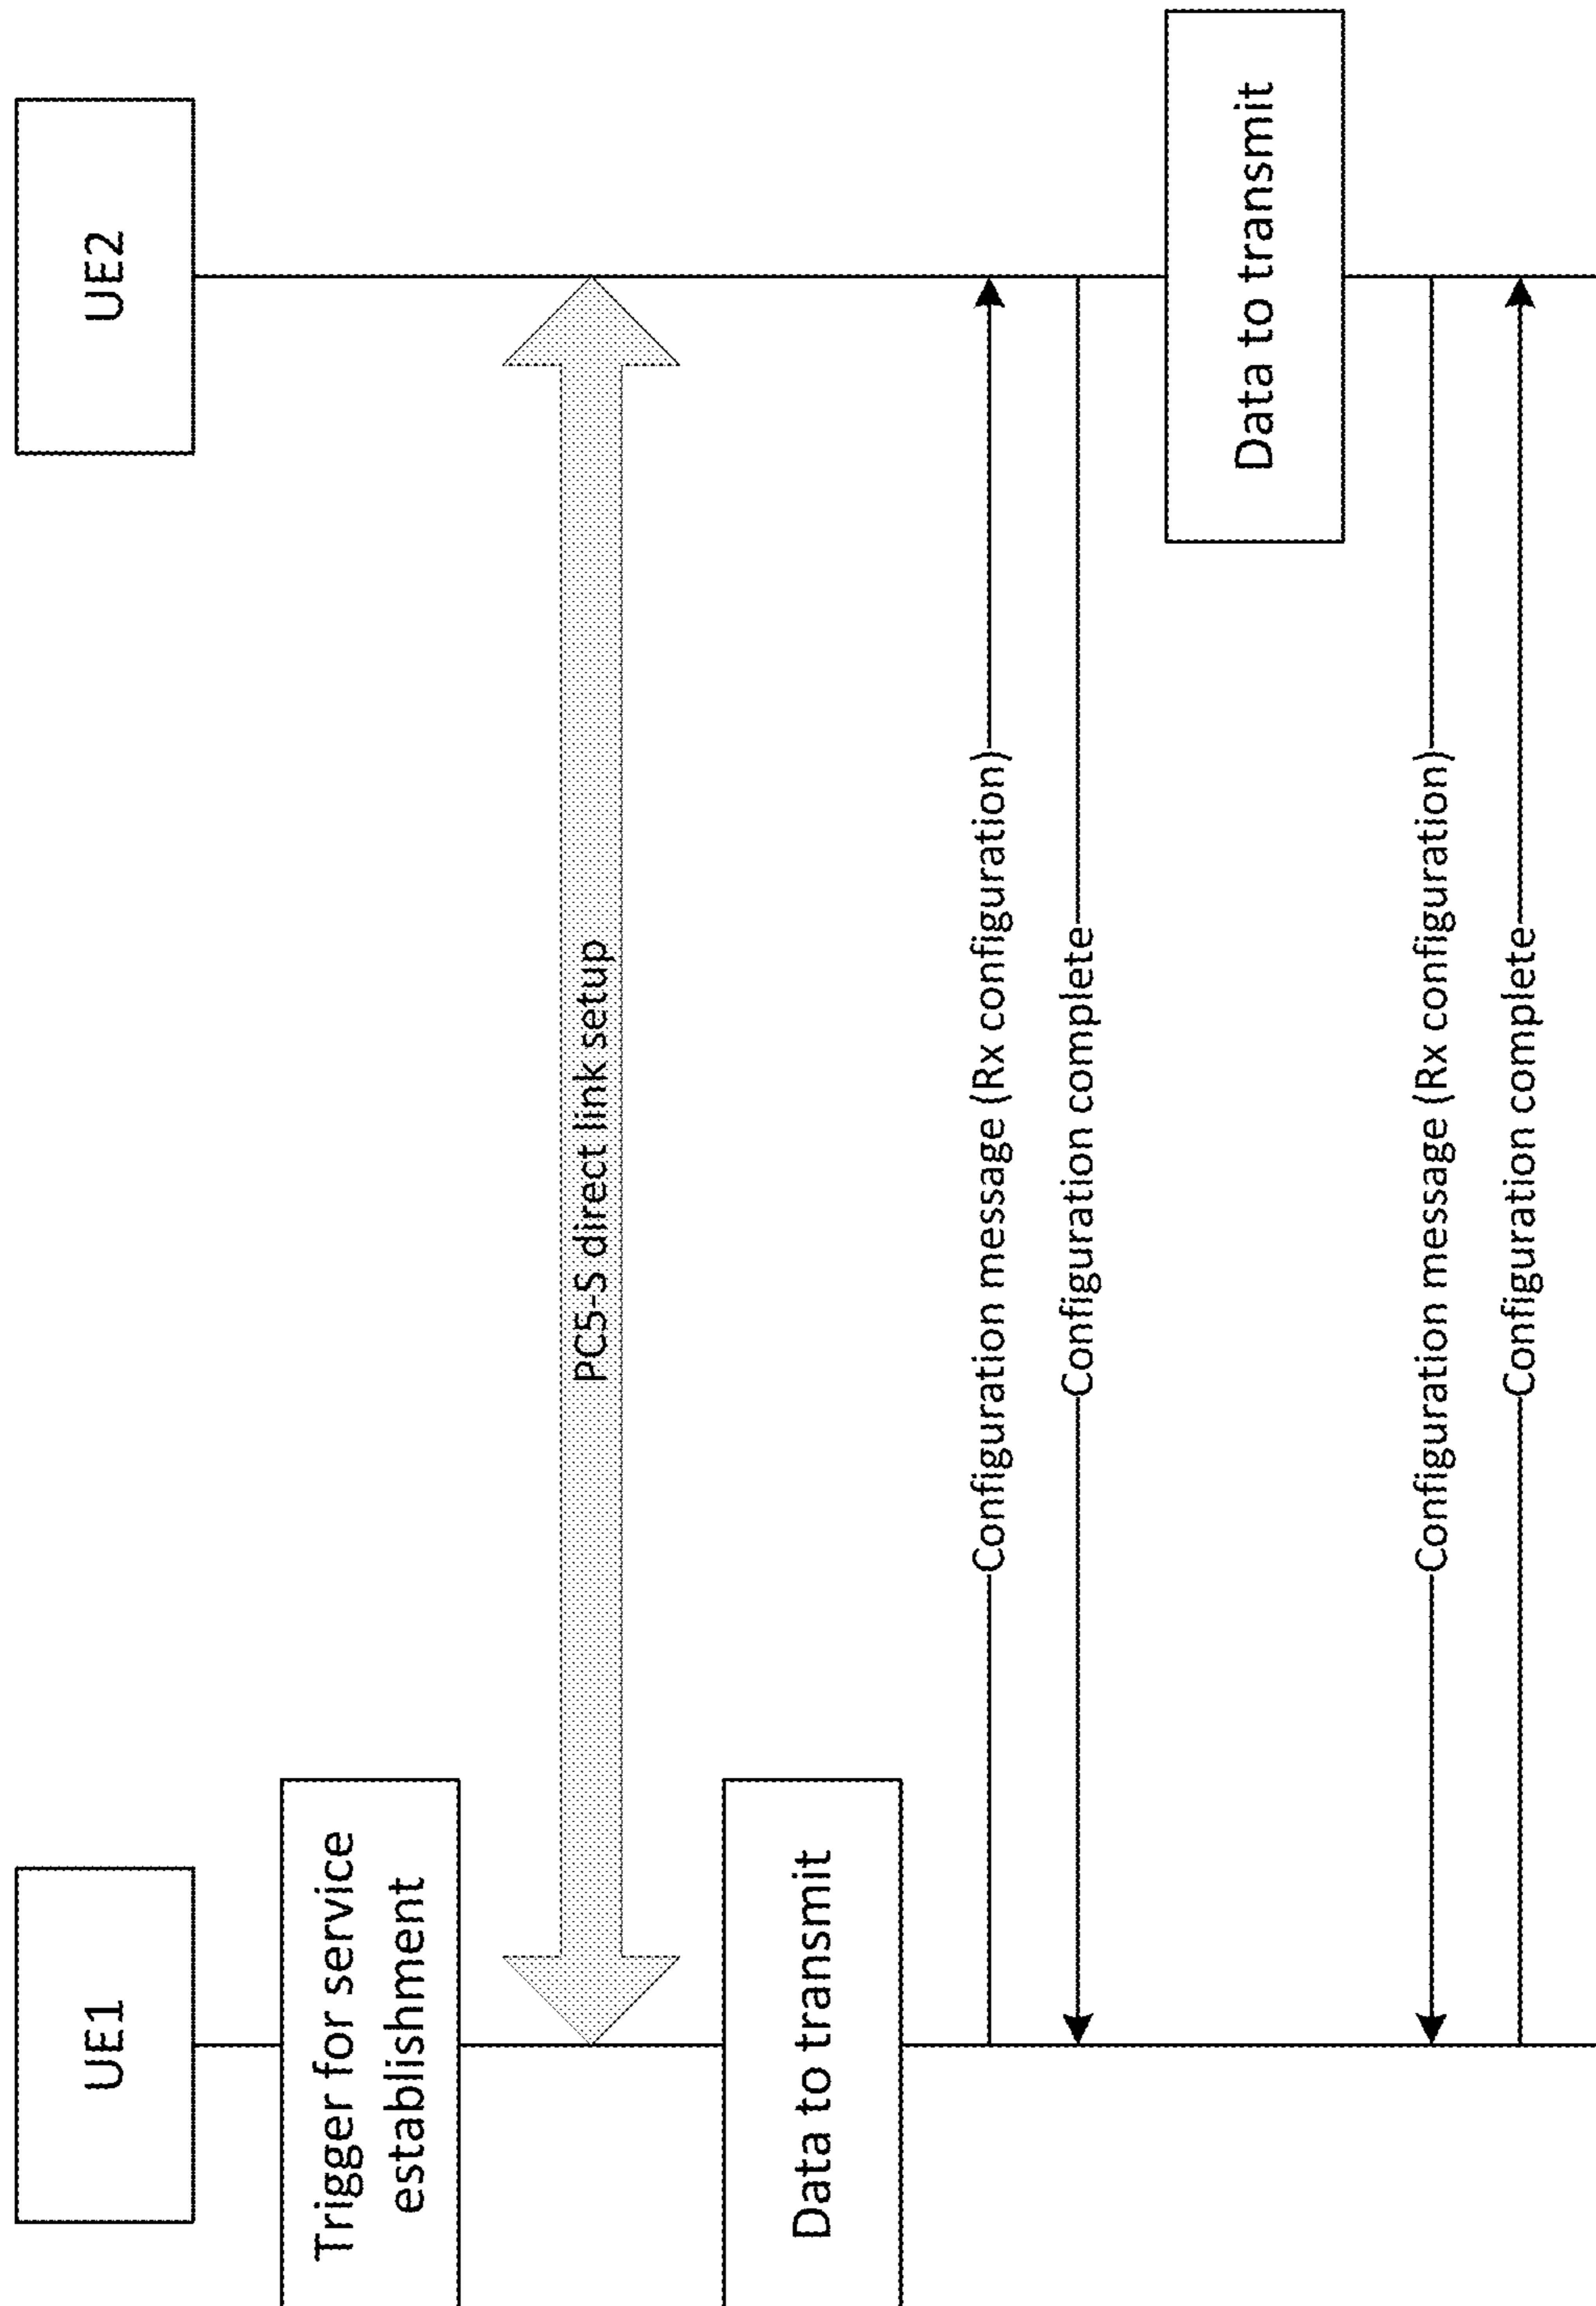 UE1
UE2
Trigger for service
establishment
PC5-S direct link setup
Data to transmit
Configuration message (Rx configuration)
Configuration complete
Data to transmit
Configuration message (Rx configuration)
Configuration complete